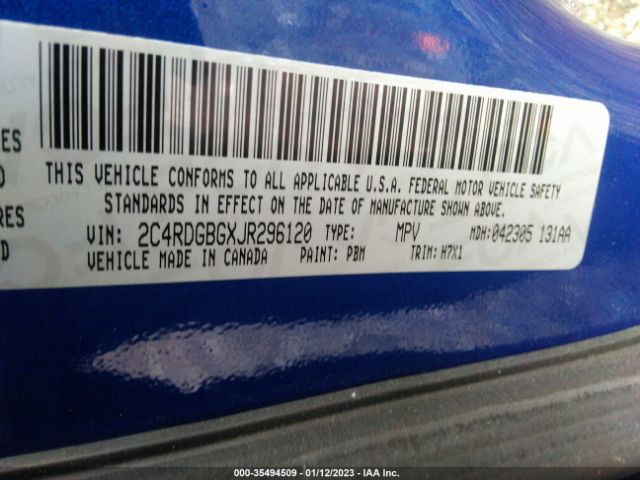 ES
THIS VEHICLE CONFORMS TO ALL APPLICABLE U.S.A. FEDERAL MOTOR VEHICLE SAFETY
STANDARDS IN EFFECT ON THE DATE OF MANUFACTURE SHOWN ABOVE.
RES
VIN: 2C4RDGBGXJR296120 TYPE: MPV MDH:042305 131AA
D
VEHICLE MADE IN CANADA PAINT: PBM TRIM: H7X1
000-35494509 - 01/12/2023 - IAA Inc.